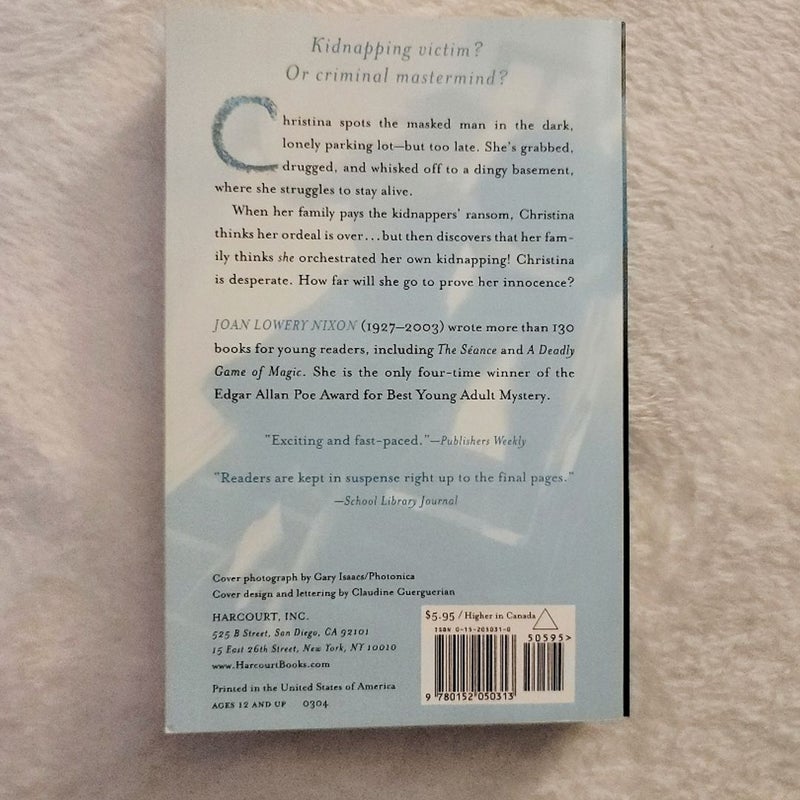 Kidnapping victim?
Or criminal mastermind?
Christina spots the masked man in the dark,
lonely parking lot—but too late. She's grabbed,
drugged, and whisked off to a dingy basement,
where she struggles to stay alive.
When her family pays the kidnappers' ransom, Christina
thinks her ordeal is over...but then discovers that her fam-
ily thinks she orchestrated her own kidnapping! Christina
is desperate. How far will she go to prove her innocence?
JOAN LOWERY NIXON (1927–2003) wrote more than 130
books for young readers, including The Séance and A Deadly
Game of Magic. She is the only four-time winner of the
Edgar Allan Poe Award for Best Young Adult Mystery.
"Exciting and fast-paced."—Publishers Weekly
"Readers are kept in suspense right up to the final pages."
—School Library Journal
Cover photograph by Gary Isaacs/Photonica
Cover design and lettering by Claudine Guerguerian
HARCOURT, INC.
525 B Street, San Diego, CA 92101
15 East 26th Street, New York, NY 10010
www.HarcourtBooks.com
Printed in the United States of America
AGES 12 AND UP 0304
$5.95 / Higher in Canada
ISBN 0-15-205031-0
50595>
9 780152 050313